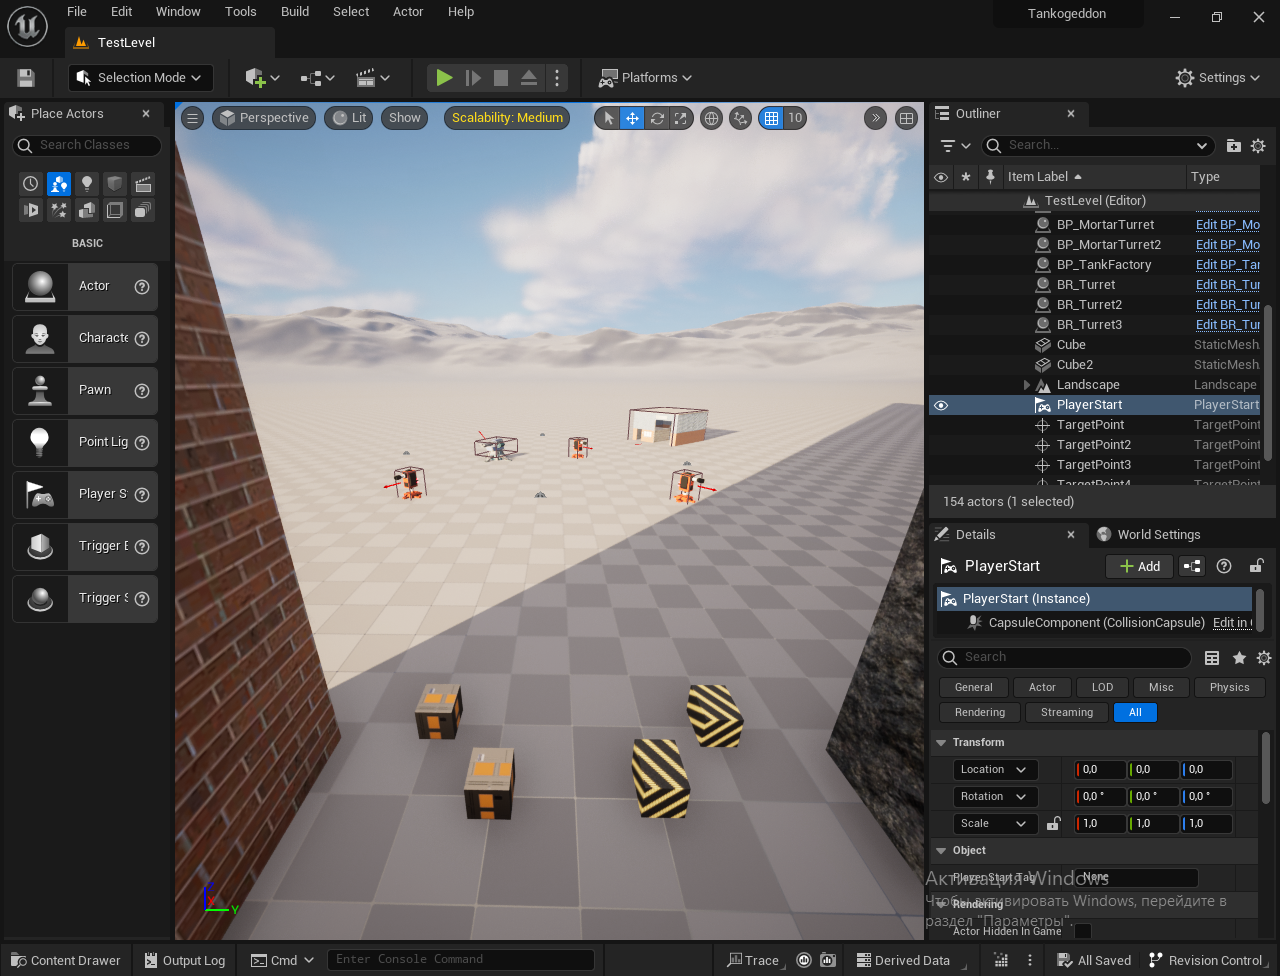 File Edit Window Tools Build Select Actor Help
Tankogeddon
TestLevel
Selection Mode
Platforms
Settings
Place Actors
Search Classes
BASIC
Actor
Characte
Pawn
Point Lig
Player S
Trigger
Trigger
Perspective
Lit
Show
Scalability: Medium
10
Outliner
Search...
Item Label
Type
TestLevel (Editor)
BP_MortarTurret Edit BP_Mo
BP_MortarTurret2 Edit BP_Mo
BP_TankFactory Edit BP_Tar
BR_Turret Edit BR_Tur
BR_Turret2 Edit BR_Tur
BR_Turret3 Edit BR_Tur
Cube StaticMesh
Cube2 StaticMesh
Landscape Landscape
PlayerStart PlayerStart
TargetPoint TargetPoint
TargetPoint2 TargetPoint
TargetPoint3 TargetPoint
TargetPoint4 TargetPoint
154 actors (1 selected)
Details
World Settings
PlayerStart
Add
PlayerStart (Instance)
CapsuleComponent (CollisionCapsule) Edit in
Search
General Actor LOD Misc Physics
Rendering Streaming All
Transform
Location 0,0 0,0 0,0
Rotation 0,0 ° 0,0 ° 0,0 °
Scale 1,0 1,0 1,0
Object
Player Start Tag None
Rendering
Actor Hidden In Game
Активация Windows
Чтобы активировать Windows, перейдите в
раздел "Параметры".
Z
X
Y
Content Drawer
Output Log
Cmd
Enter Console Command
Trace
Derived Data
All Saved
Revision Control